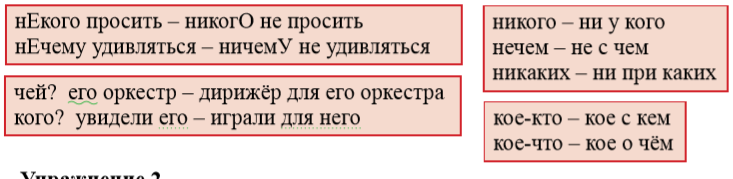 нЕкого просить – никогО не просить
нЕчему удивляться – ничемУ не удивляться
чей? его оркестр – дирижёр для его оркестра
кого? увидели его – играли для него
никого – ни у кого
нечем – не с чем
никаких – ни при каких
кое-кто – кое с кем
кое-что – кое о чём
Упражнение 2